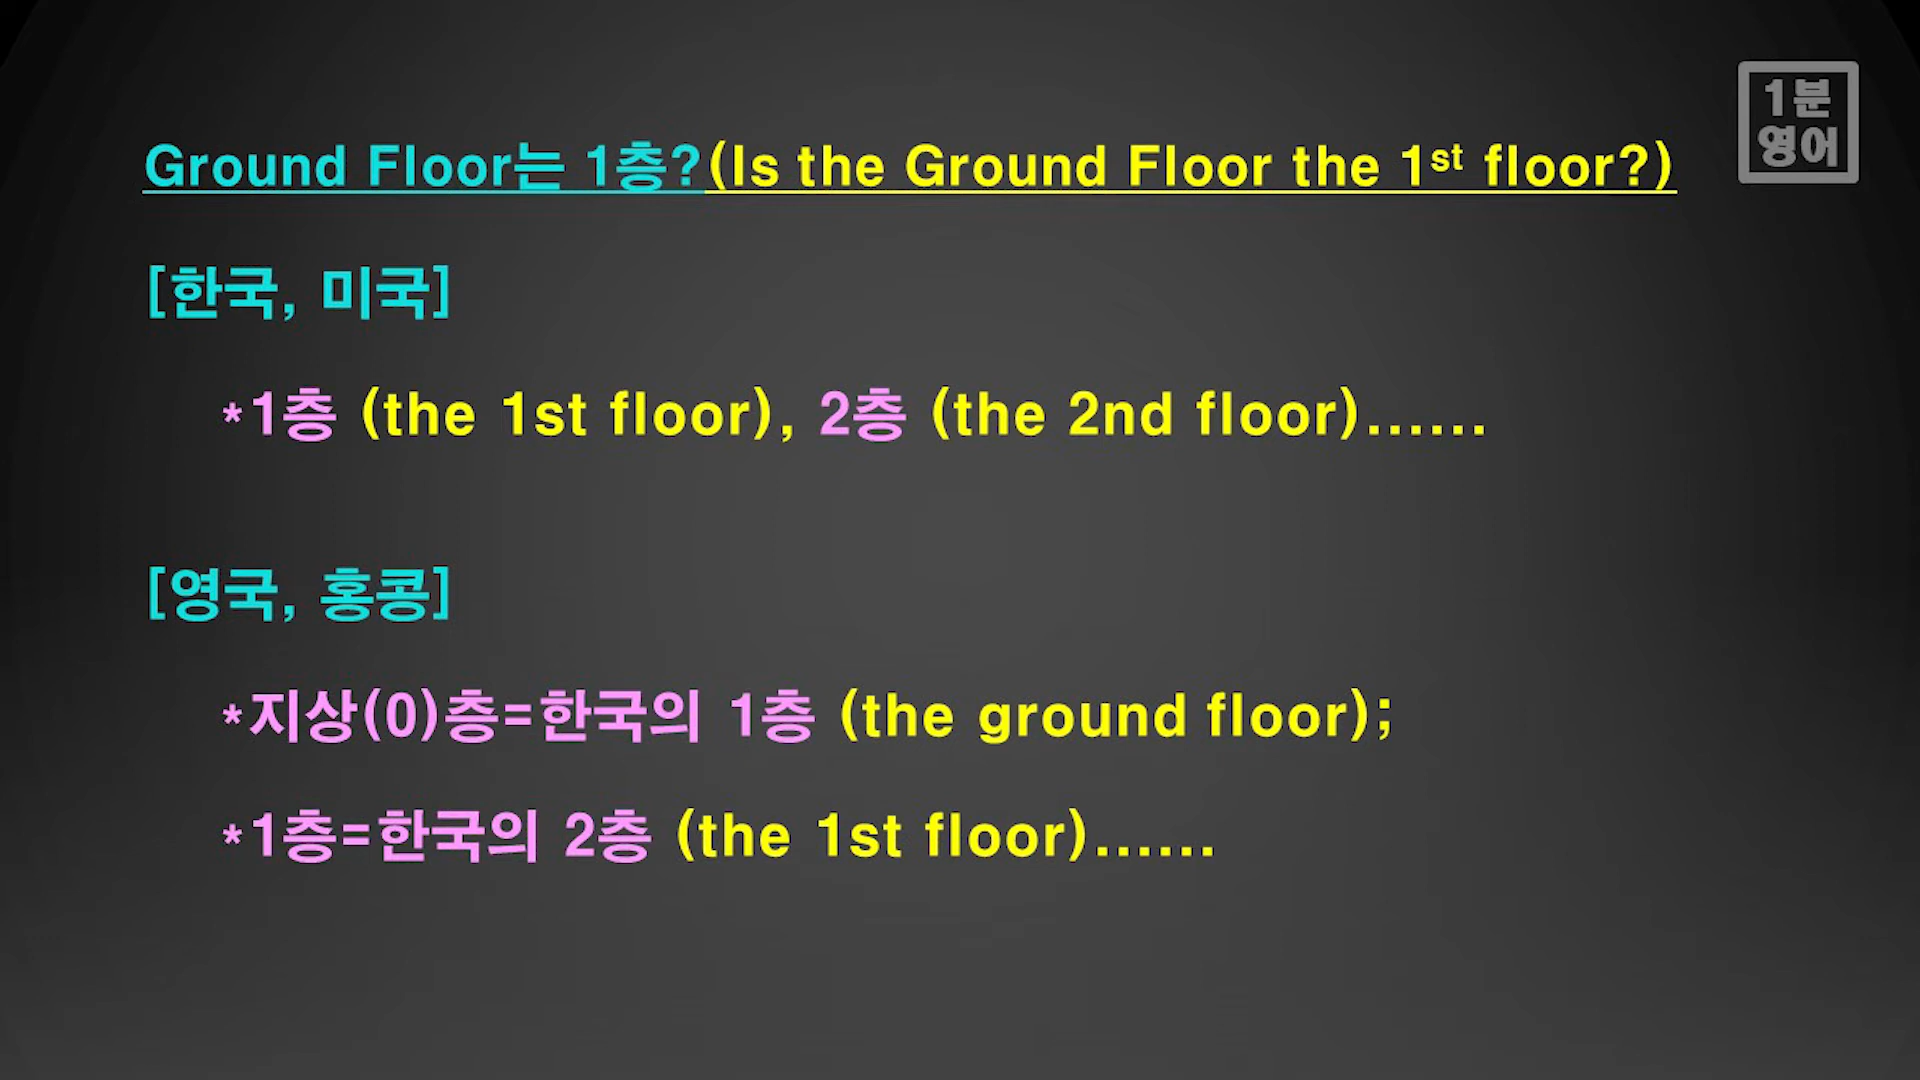 1분
영어
Ground Floor는 1층?(Is the Ground Floor the 1st floor?)
[한국, 미국]
*1층 (the 1st floor), 2층 (the 2nd floor)......
[영국, 홍콩]
*지상(0)층=한국의 1층 (the ground floor);
*1층=한국의 2층 (the 1st floor)......